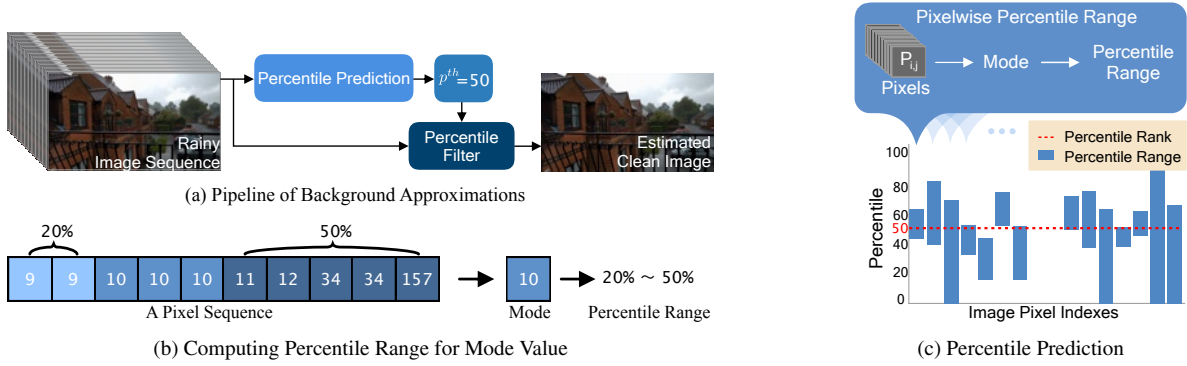 Percentile Prediction
pᵗʰ=50
Percentile
Filter
Rainy
Image Sequence
Estimated
Clean Image
(a) Pipeline of Background Approximations
20%
50%
9 9 10 10 10 11 12 34 34 157
10
20% ~ 50%
A Pixel Sequence
Mode
Percentile Range
(b) Computing Percentile Range for Mode Value
Pixelwise Percentile Range
P i,j
Pixels
Mode
Percentile
Range
Percentile Rank
Percentile Range
Percentile
100
80
60
50
40
20
0
Image Pixel Indexes
(c) Percentile Prediction